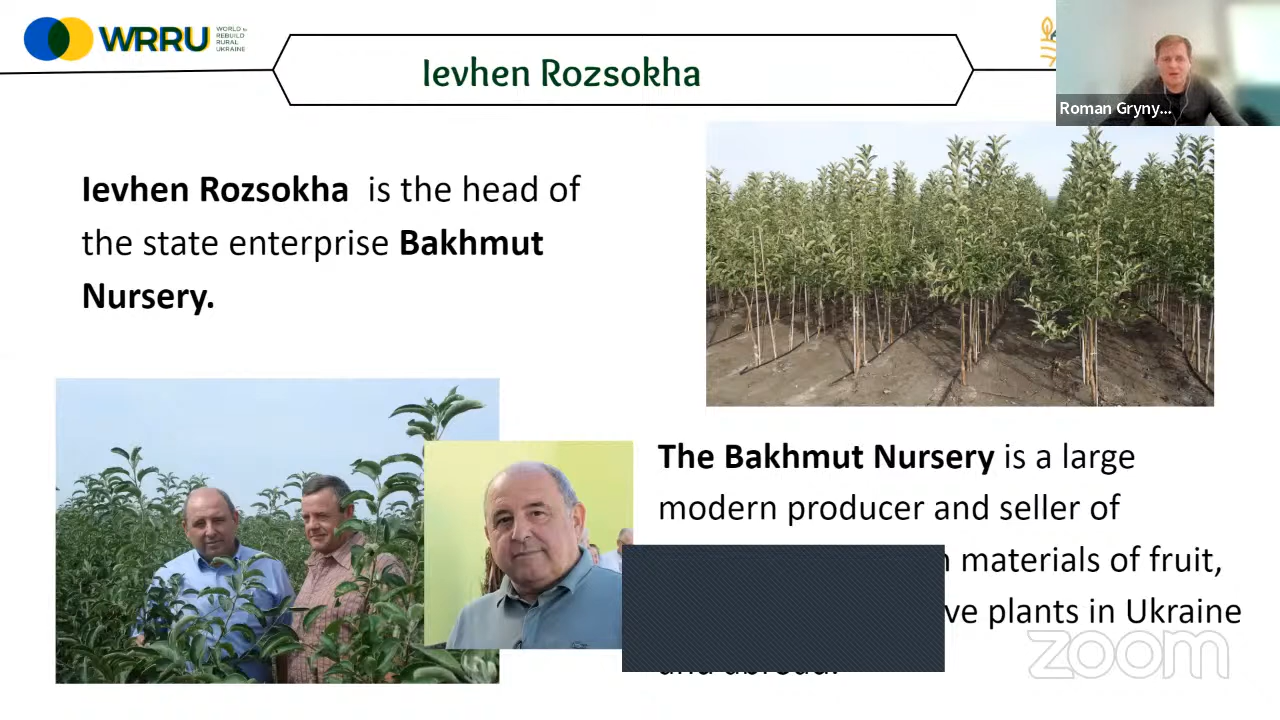 WRRU
WORLD to
REBUILD
RURAL
UKRAINE
Ievhen Rozsokha
Roman Gryny...
Ievhen Rozsokha is the head of
the state enterprise Bakhmut
Nursery.
The Bakhmut Nursery is a large
modern producer and seller of
materials of fruit,
plants in Ukraine
and abroad.
zoom